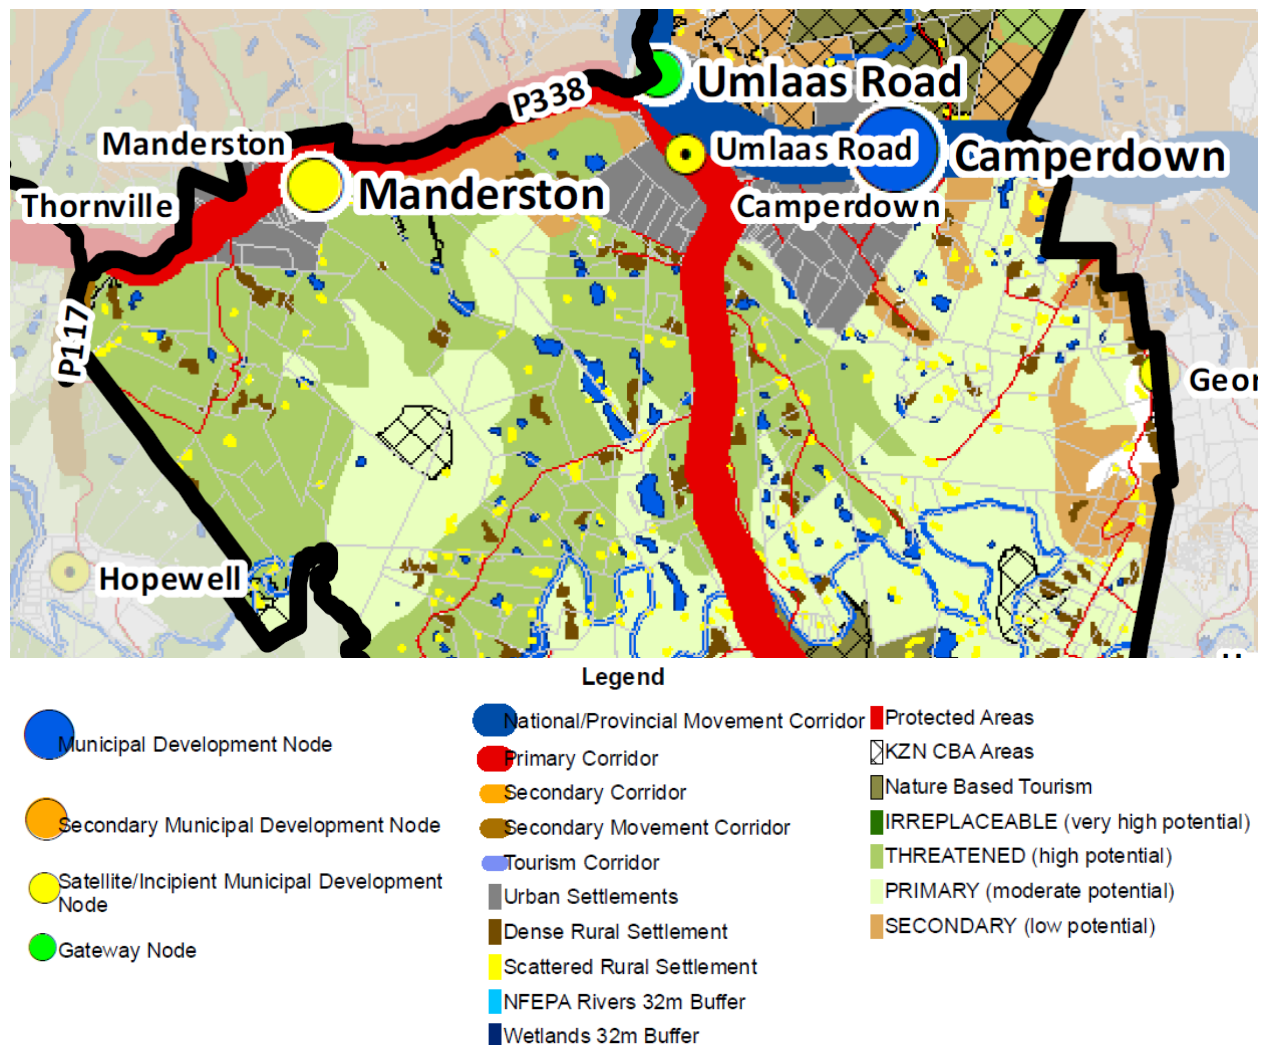 P338
Umlaas Road
Manderston
Umlaas Road
Camperdown
Manderston
Thornville
Camperdown
P117
Geor
Hopewell
Legend
Municipal Development Node
Secondary Municipal Development Node
Satellite/Incipient Municipal Development
Node
Gateway Node
National/Provincial Movement Corridor
Primary Corridor
Secondary Corridor
Secondary Movement Corridor
Tourism Corridor
Urban Settlements
Dense Rural Settlement
Scattered Rural Settlement
NFEPA Rivers 32m Buffer
Wetlands 32m Buffer
Protected Areas
KZN CBA Areas
Nature Based Tourism
IRREPLACEABLE (very high potential)
THREATENED (high potential)
PRIMARY (moderate potential)
SECONDARY (low potential)